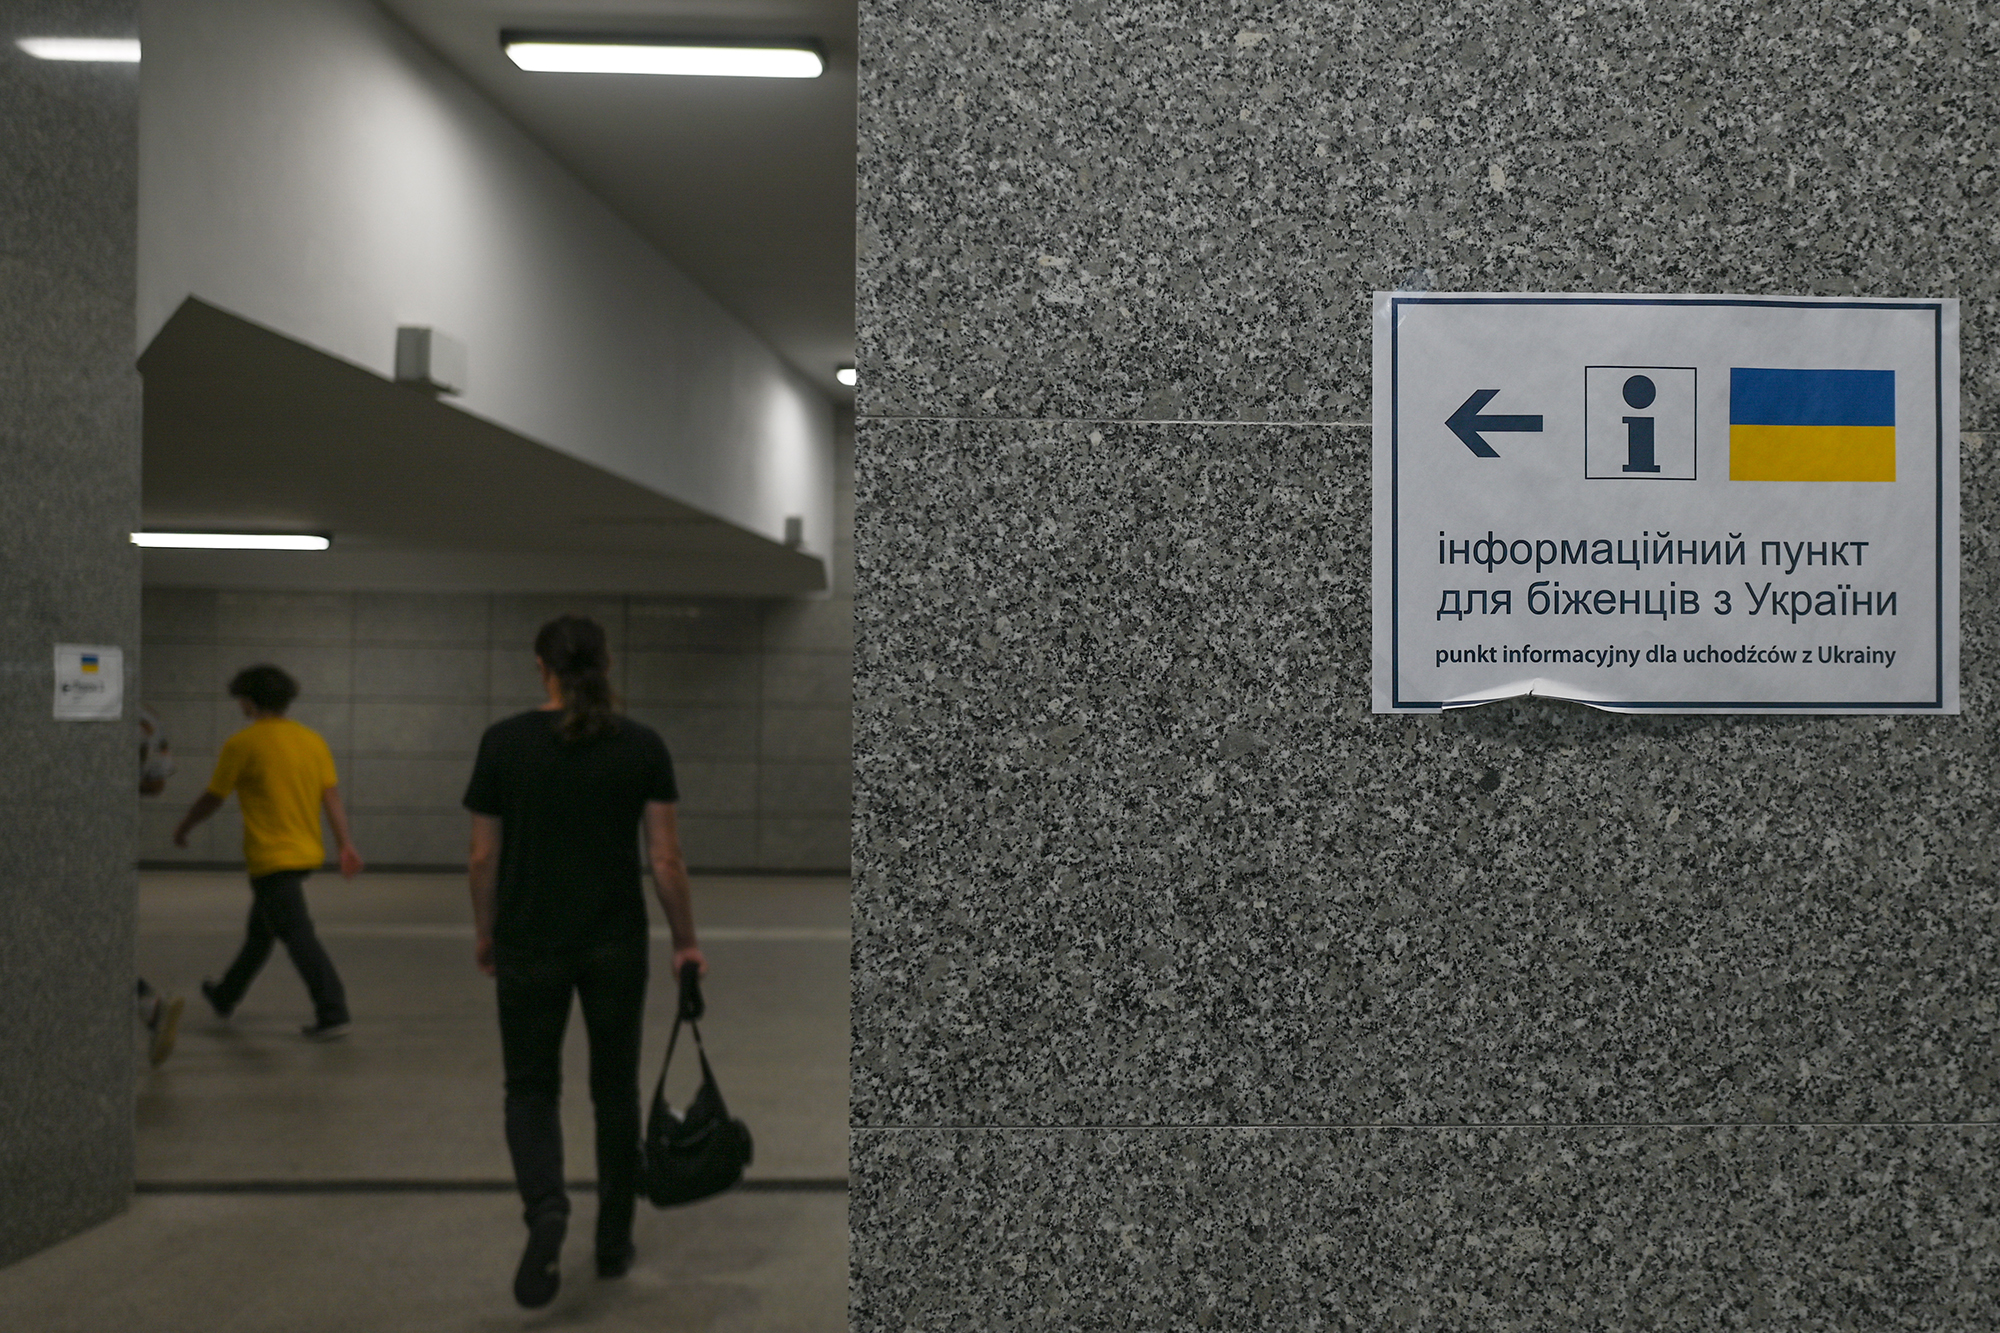 i
інформаційний пункт
для біженців з України
punkt informacyjny dla uchodźców z Ukrainy